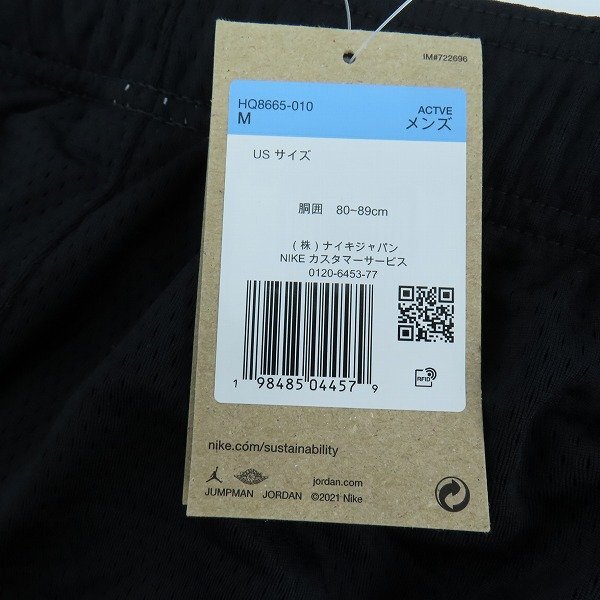 IM#722696
HQ8665-010 ACTVE
M メンズ
US サイズ
胴囲 80~89cm
(株)ナイキジャパン
NIKE カスタマーサービス
0120-6453-77
RFID
1 98485 04457 9
nike.com/sustainability
jordan.com
JUMPMAN JORDAN ©2021 Nike